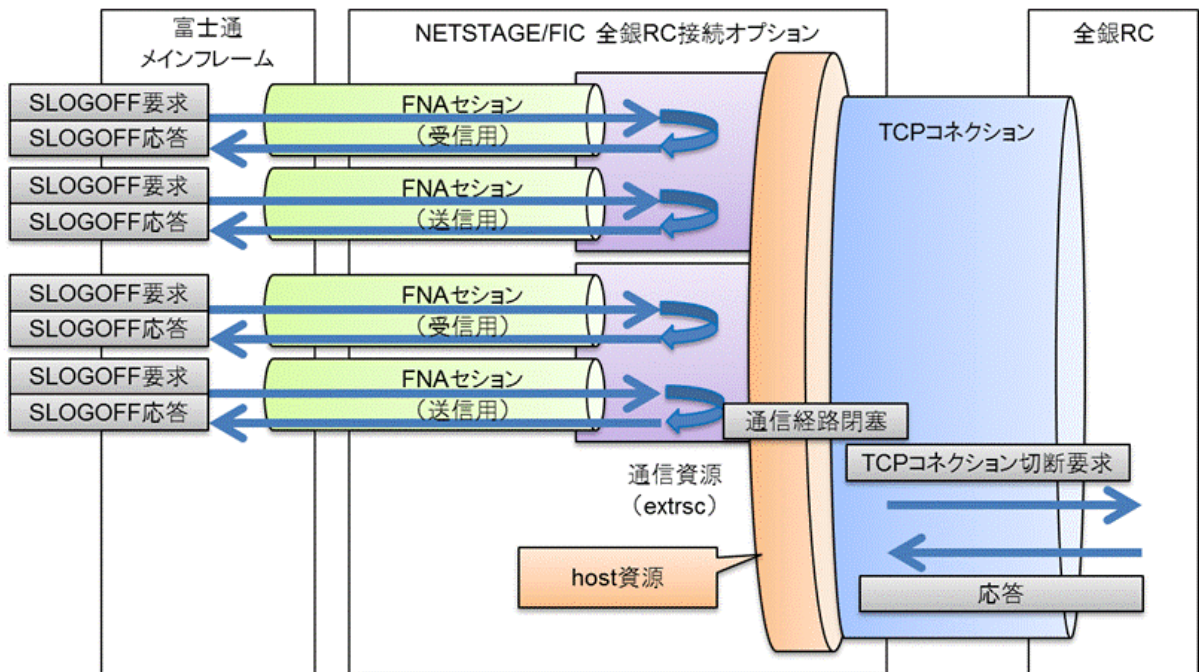 富士通
メインフレーム
NETSTAGE/FIC 全銀RC接続オプション
全銀RC
SLOGOFF要求
SLOGOFF応答
FNAセション
（受信用）
TCPコネクション
SLOGOFF要求
SLOGOFF応答
FNAセション
（送信用）
SLOGOFF要求
SLOGOFF応答
FNAセション
（受信用）
SLOGOFF要求
SLOGOFF応答
FNAセション
（送信用）
通信経路閉塞
TCPコネクション切断要求
通信資源
（extrsc）
host資源
応答